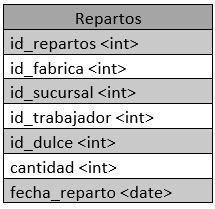 Repartos
id_repartos <int>
id_fabrica <int>
id_sucursal <int>
id_trabajador <int>
id_dulce <int>
cantidad <int>
fecha_reparto <date>